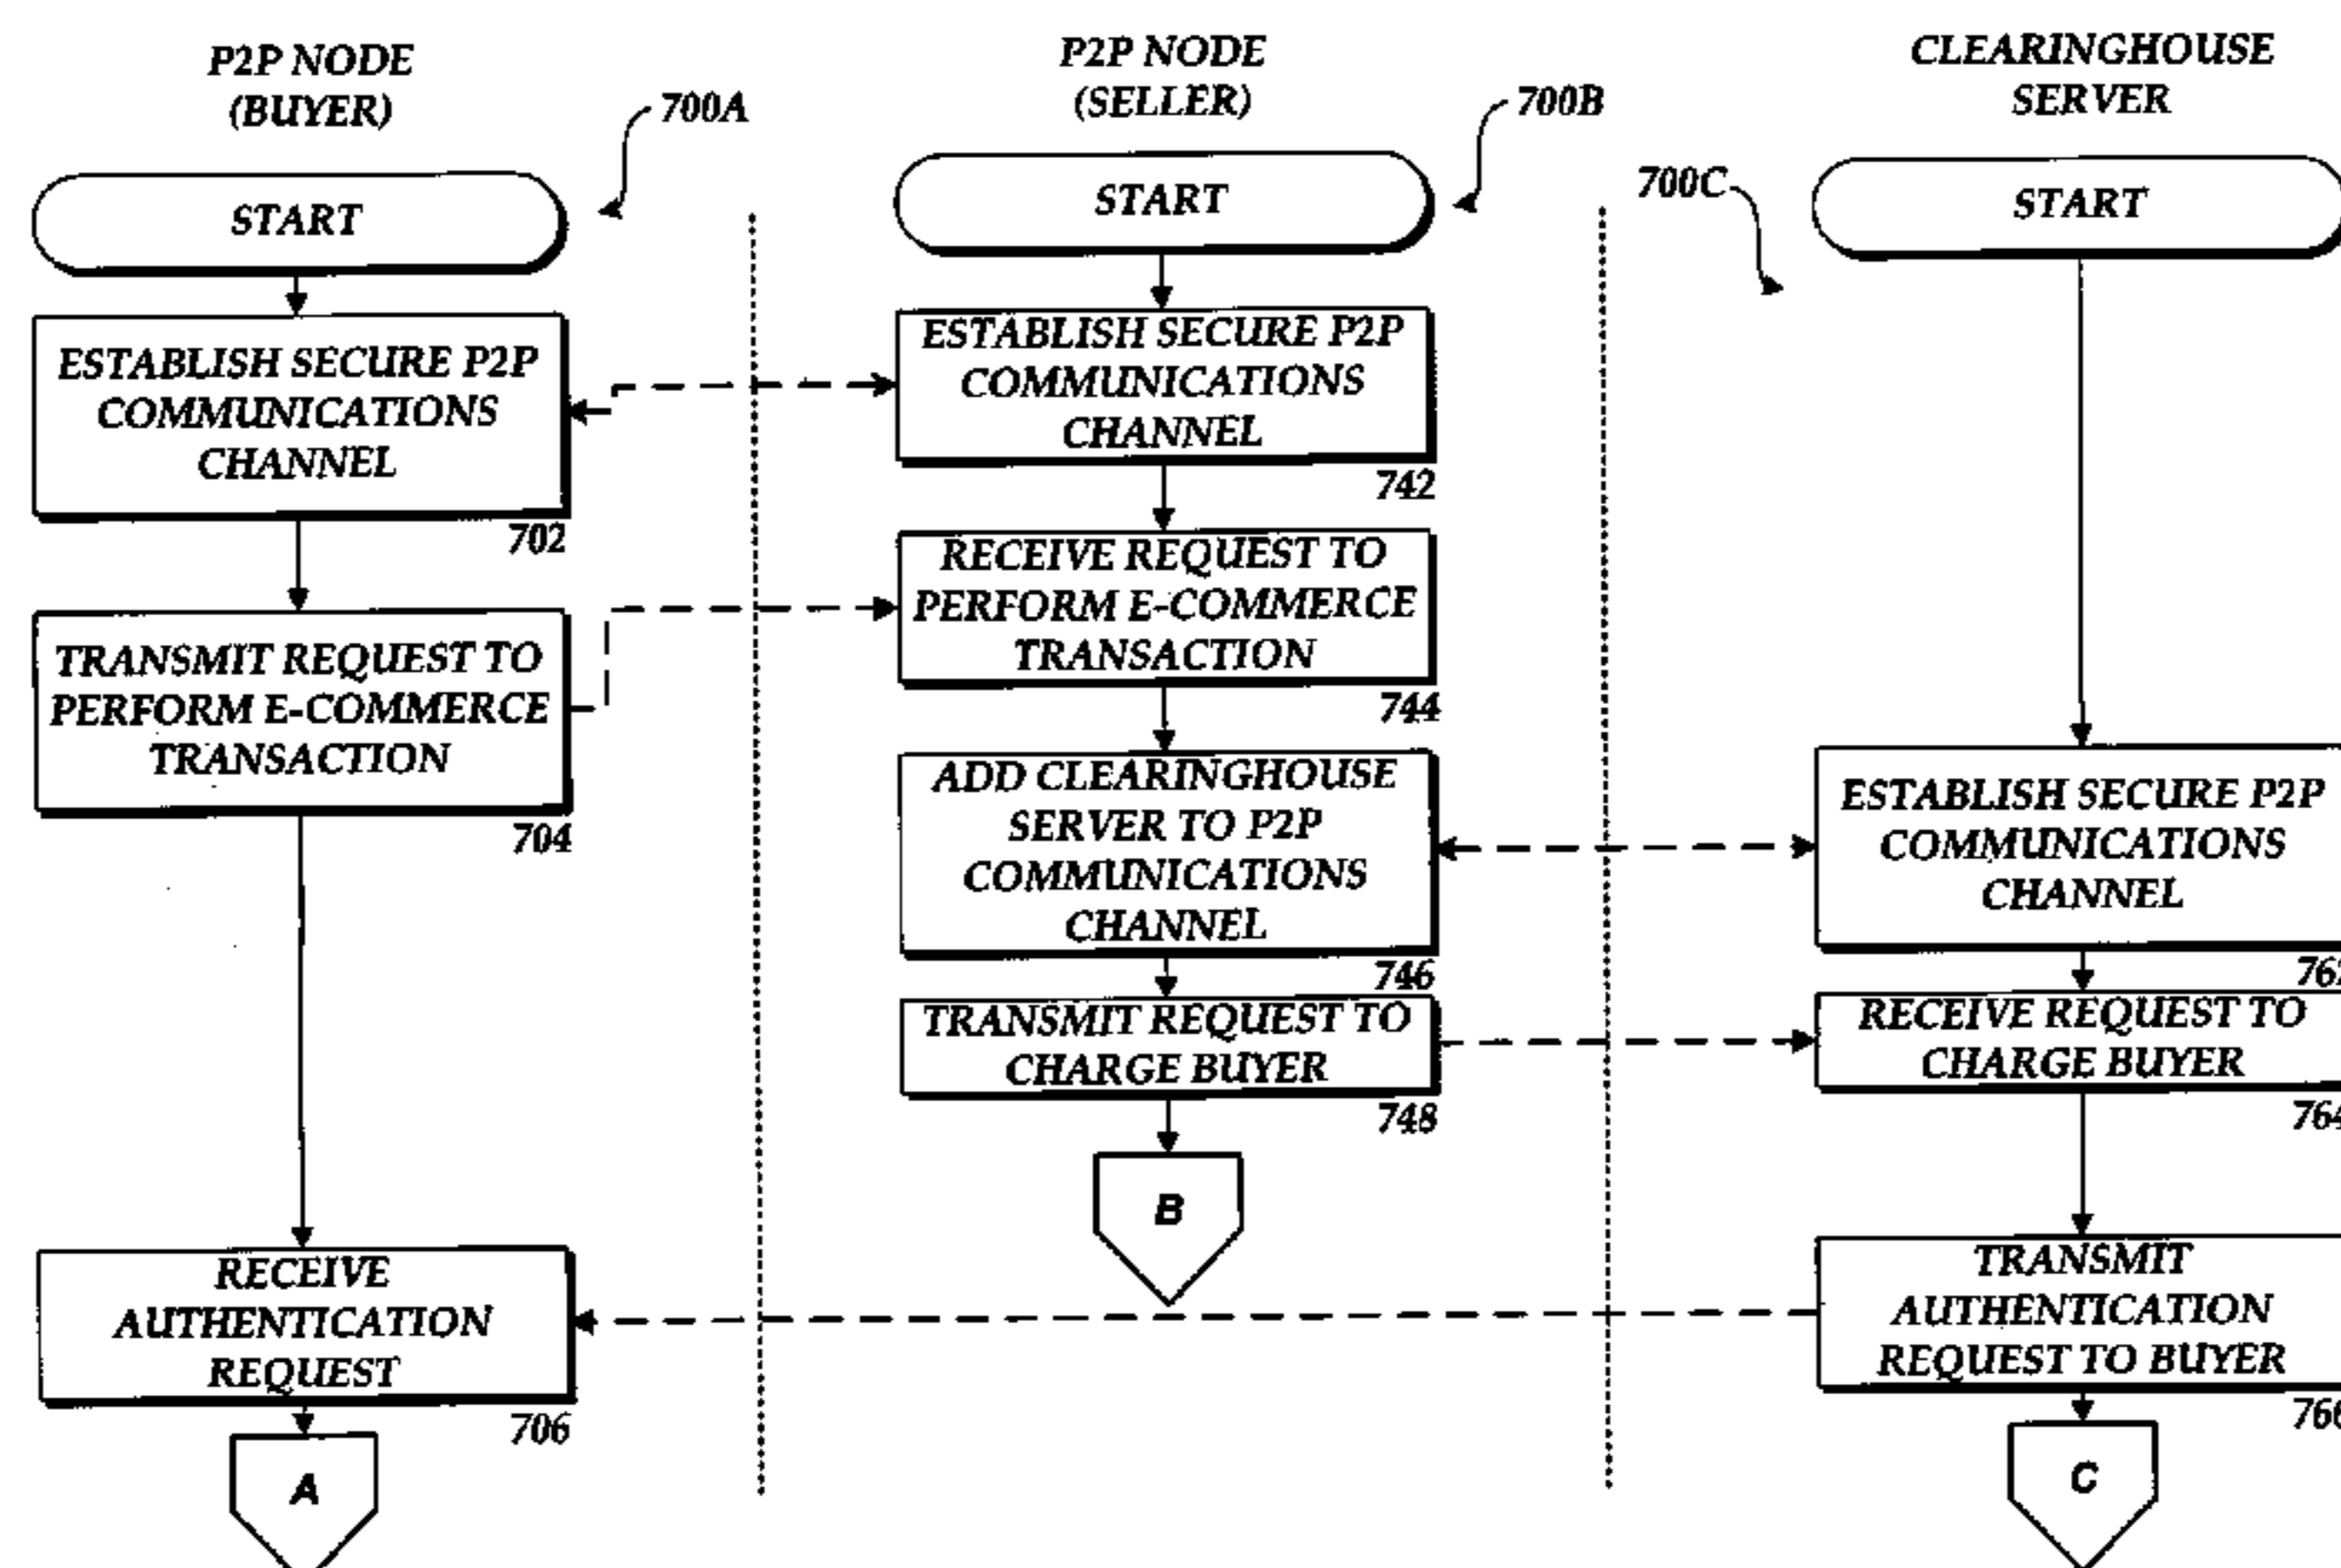 P2P NODE
(BUYER)
700A
START
ESTABLISH SECURE P2P
COMMUNICATIONS
CHANNEL
702
TRANSMIT REQUEST TO
PERFORM E-COMMERCE
TRANSACTION
704
RECEIVE
AUTHENTICATION
REQUEST
706
A
P2P NODE
(SELLER)
700B
START
ESTABLISH SECURE P2P
COMMUNICATIONS
CHANNEL
742
RECEIVE REQUEST TO
PERFORM E-COMMERCE
TRANSACTION
744
ADD CLEARINGHOUSE
SERVER TO P2P
COMMUNICATIONS
CHANNEL
746
TRANSMIT REQUEST TO
CHARGE BUYER
748
B
CLEARINGHOUSE
SERVER
700C
START
ESTABLISH SECURE P2P
COMMUNICATIONS
CHANNEL
RECEIVE REQUEST TO
CHARGE BUYER
764
TRANSMIT
AUTHENTICATION
REQUEST TO BUYER
766
C